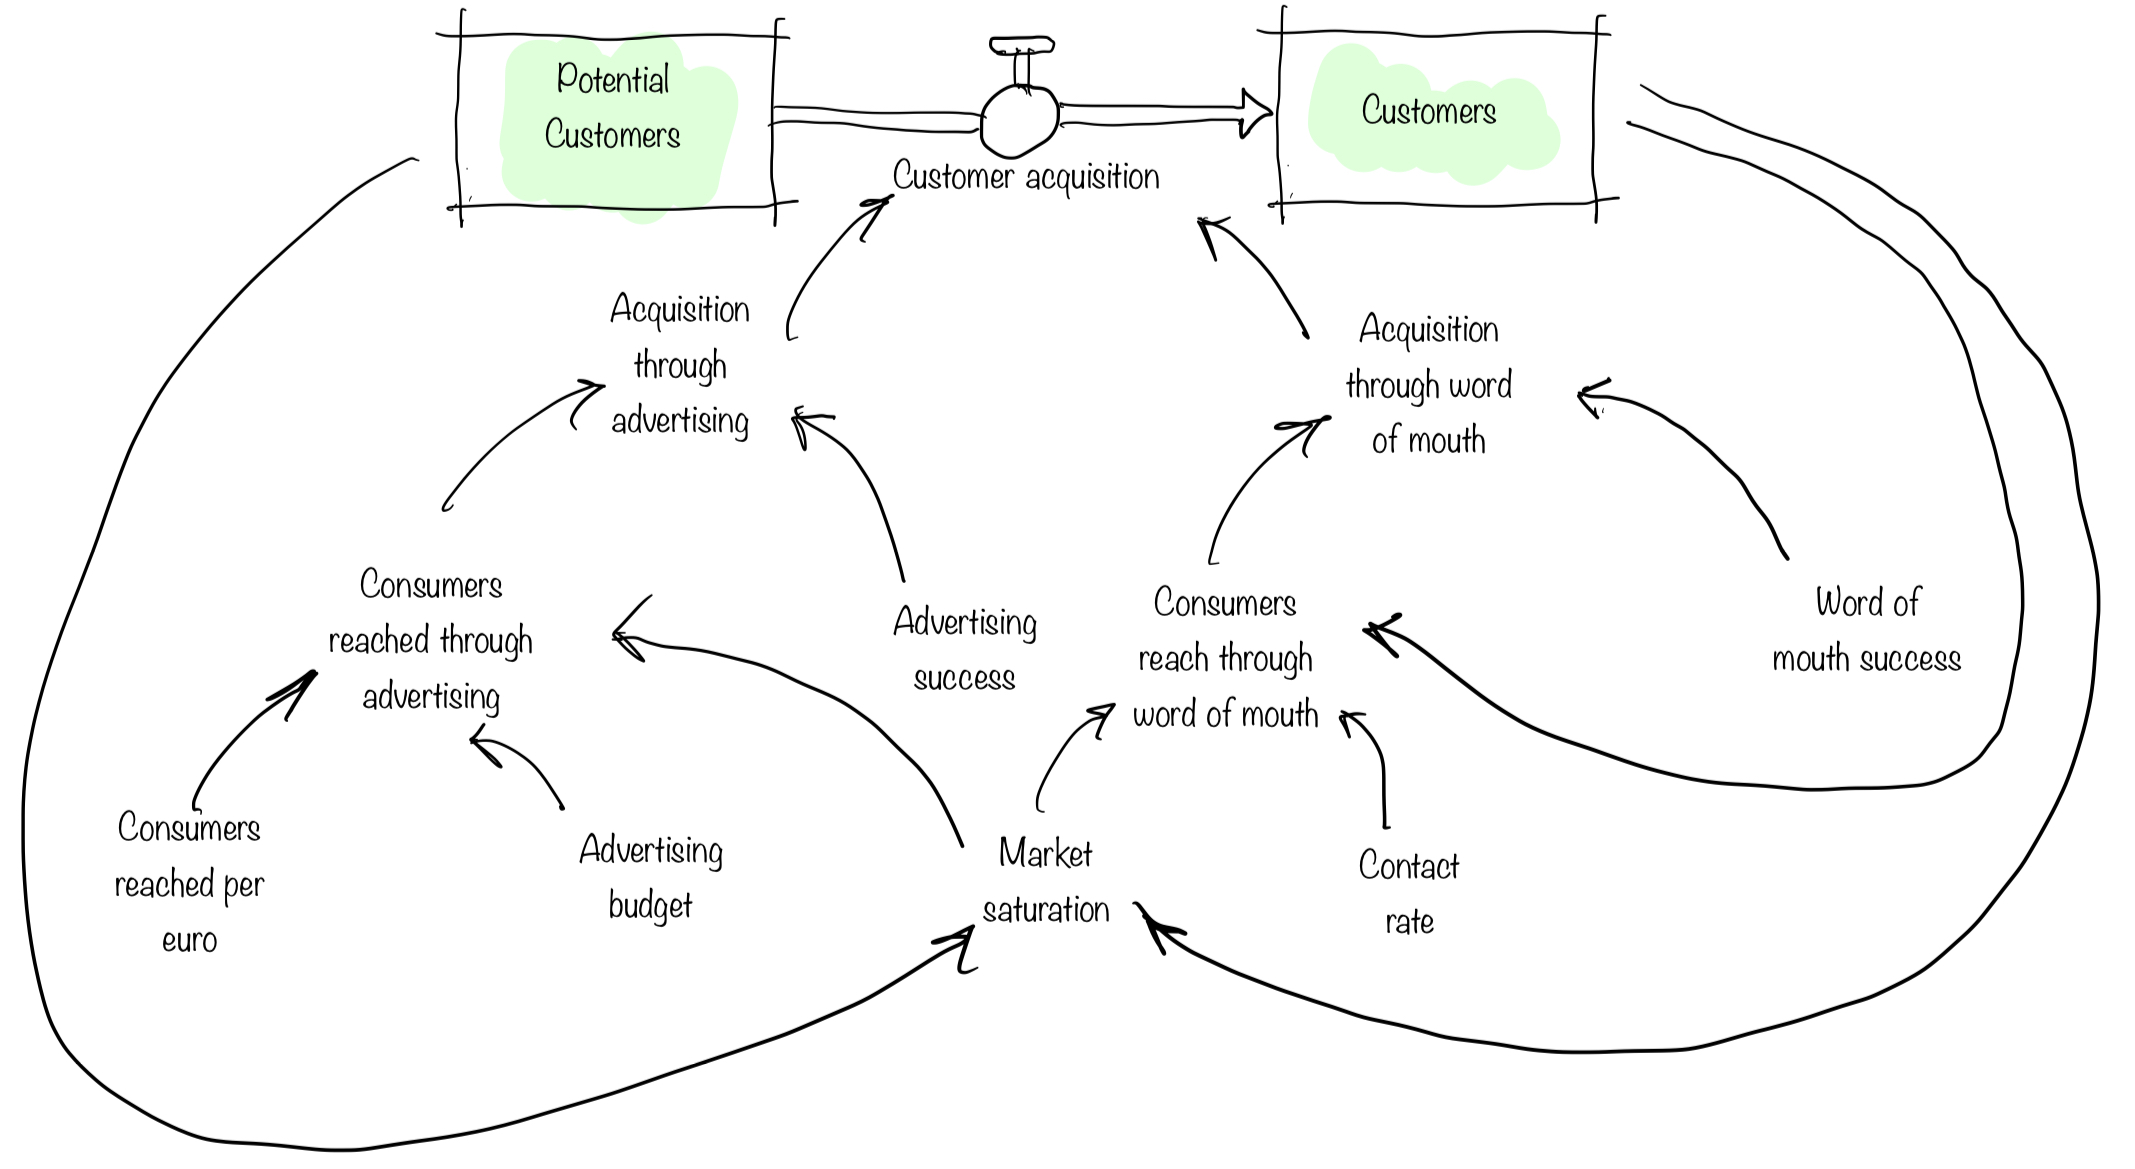 Potential
Customers
Customers
Customer acquisition
Acquisition
through
advertising
Acquisition
through word
of mouth
Consumers
reached through
advertising
Advertising
success
Consumers
reach through
word of mouth
Word of
mouth success
Consumers
reached per
euro
Advertising
budget
Market
saturation
Contact
rate